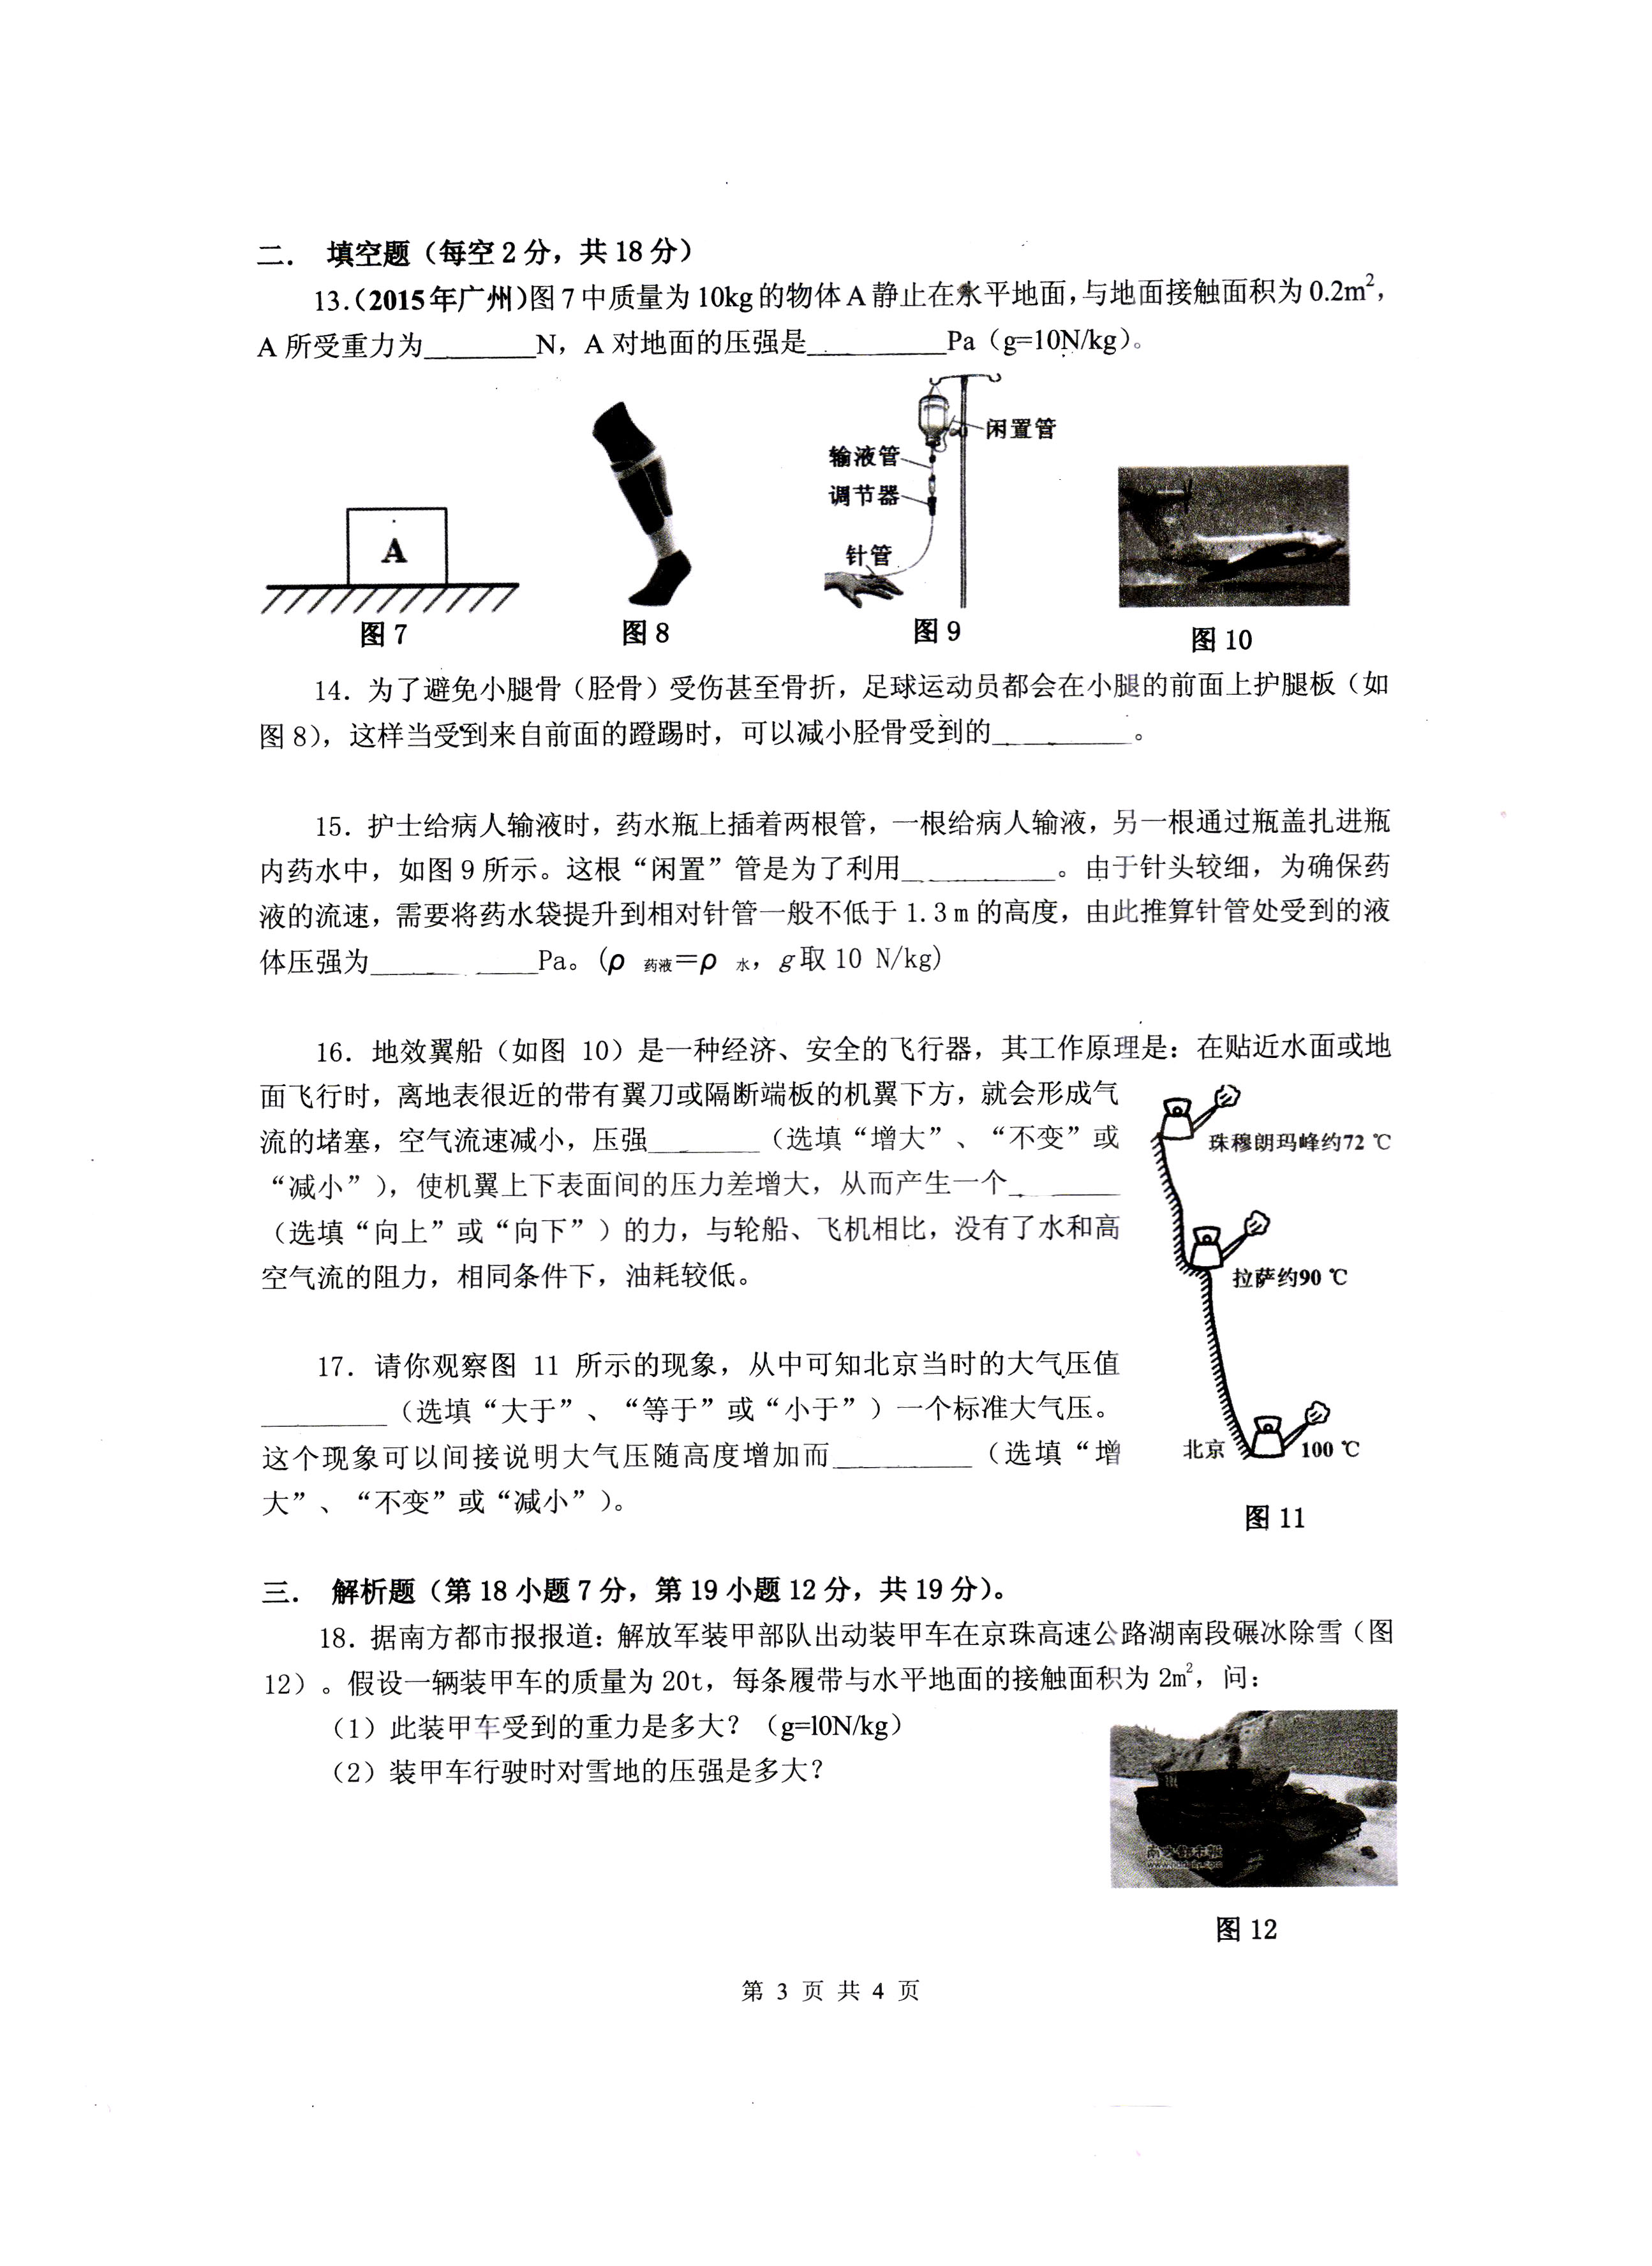 二． 填空题（每空2分，共18分）
13.（2015年广州）图7中质量为10kg的物体A静止在水平地面，与地面接触面积为0.2m²，
A 所受重力为________N，A 对地面的压强是__________Pa（g=10N/kg）。
闲置管
输液管
调节器
针管
A
图7
图8
图9
图10
14．为了避免小腿骨（胫骨）受伤甚至骨折，足球运动员都会在小腿的前面上护腿板（如
图8），这样当受到来自前面的蹬踢时，可以减小胫骨受到的__________。
15．护士给病人输液时，药水瓶上插着两根管，一根给病人输液，另一根通过瓶盖扎进瓶
内药水中，如图9所示。这根“闲置”管是为了利用___________。由于针头较细，为确保药
液的流速，需要将药水袋提升到相对针管一般不低于1.3m的高度，由此推算针管处受到的液
体压强为____________Pa。(ρ 药液＝ρ 水，g取10 N/kg)
16．地效翼船（如图 10）是一种经济、安全的飞行器，其工作原理是：在贴近水面或地
面飞行时，离地表很近的带有翼刀或隔断端板的机翼下方，就会形成气
流的堵塞，空气流速减小，压强________（选填“增大”、“不变”或
“减小”），使机翼上下表面间的压力差增大，从而产生一个________
（选填“向上”或“向下”）的力，与轮船、飞机相比，没有了水和高
空气流的阻力，相同条件下，油耗较低。
珠穆朗玛峰约72 ℃
拉萨约90 ℃
北京
100 ℃
图11
17．请你观察图 11 所示的现象，从中可知北京当时的大气压值
_________（选填“大于”、“等于”或“小于”）一个标准大气压。
这个现象可以间接说明大气压随高度增加而__________（选填“增
大”、“不变”或“减小”）。
三． 解析题（第18小题7分，第19小题12分，共19分）。
18．据南方都市报报道：解放军装甲部队出动装甲车在京珠高速公路湖南段碾冰除雪（图
12）。假设一辆装甲车的质量为20t，每条履带与水平地面的接触面积为2m²，问：
（1）此装甲车受到的重力是多大？（g=l0N/kg）
（2）装甲车行驶时对雪地的压强是多大？
图12
第 3 页 共 4 页